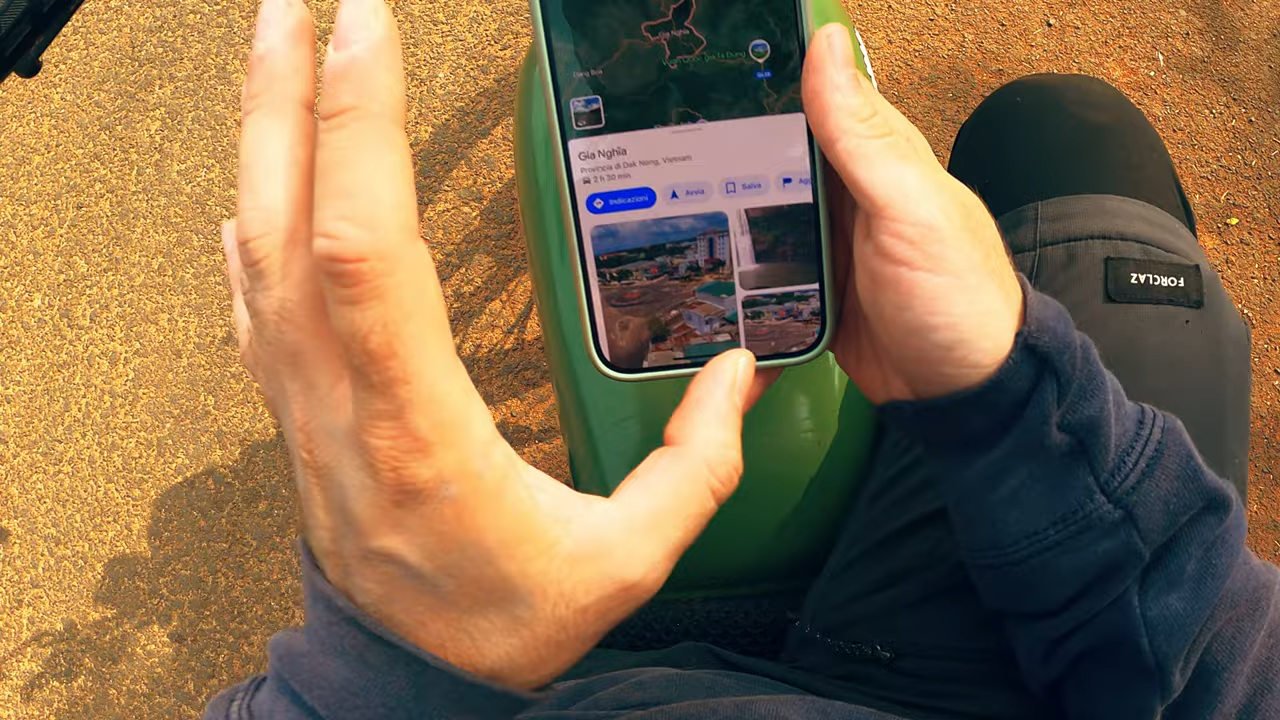 Gia Nghĩa
Gia Nghĩa
Provincia di Dak Nong, Vietnam
2 h 30 min
Indicazioni
Avvia
Salva
FORCLAZ